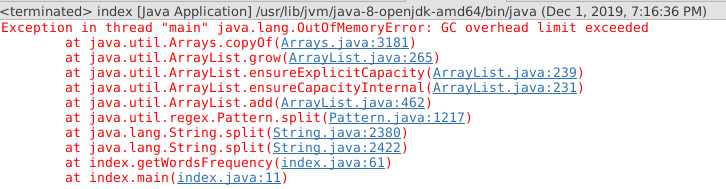 <terminated> index [Java Application] /usr/lib/jvm/java-8-openjdk-amd64/bin/java (Dec 1, 2019, 7:16:36 PM)
Exception in thread "main" java.lang.OutOfMemoryError: GC overhead limit exceeded
at java.util.Arrays.copyOf(Arrays.java:3181)
at java.util.ArrayList.grow(ArrayList.java:265)
at java.util.ArrayList.ensureExplicitCapacity(ArrayList.java:239)
at java.util.ArrayList.ensureCapacityInternal(ArrayList.java:231)
at java.util.ArrayList.add(ArrayList.java:462)
at java.util.regex.Pattern.split(Pattern.java:1217)
at java.lang.String.split(String.java:2380)
at java.lang.String.split(String.java:2422)
at index.getWordsFrequency(index.java:61)
at index.main(index.java:11)